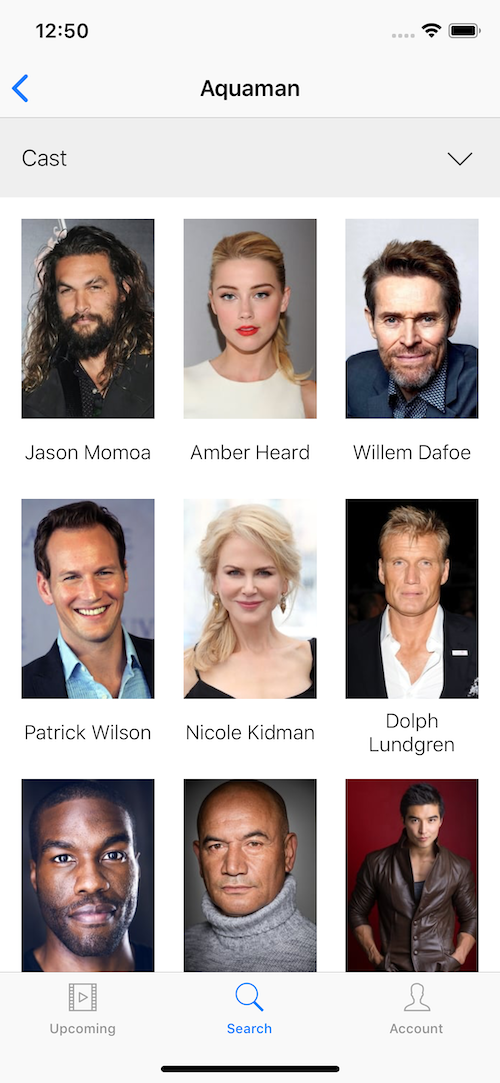 12:50
Aquaman
Cast
Jason Momoa
Amber Heard
Willem Dafoe
Patrick Wilson
Nicole Kidman
Dolph
Lundgren
Upcoming
Search
Account